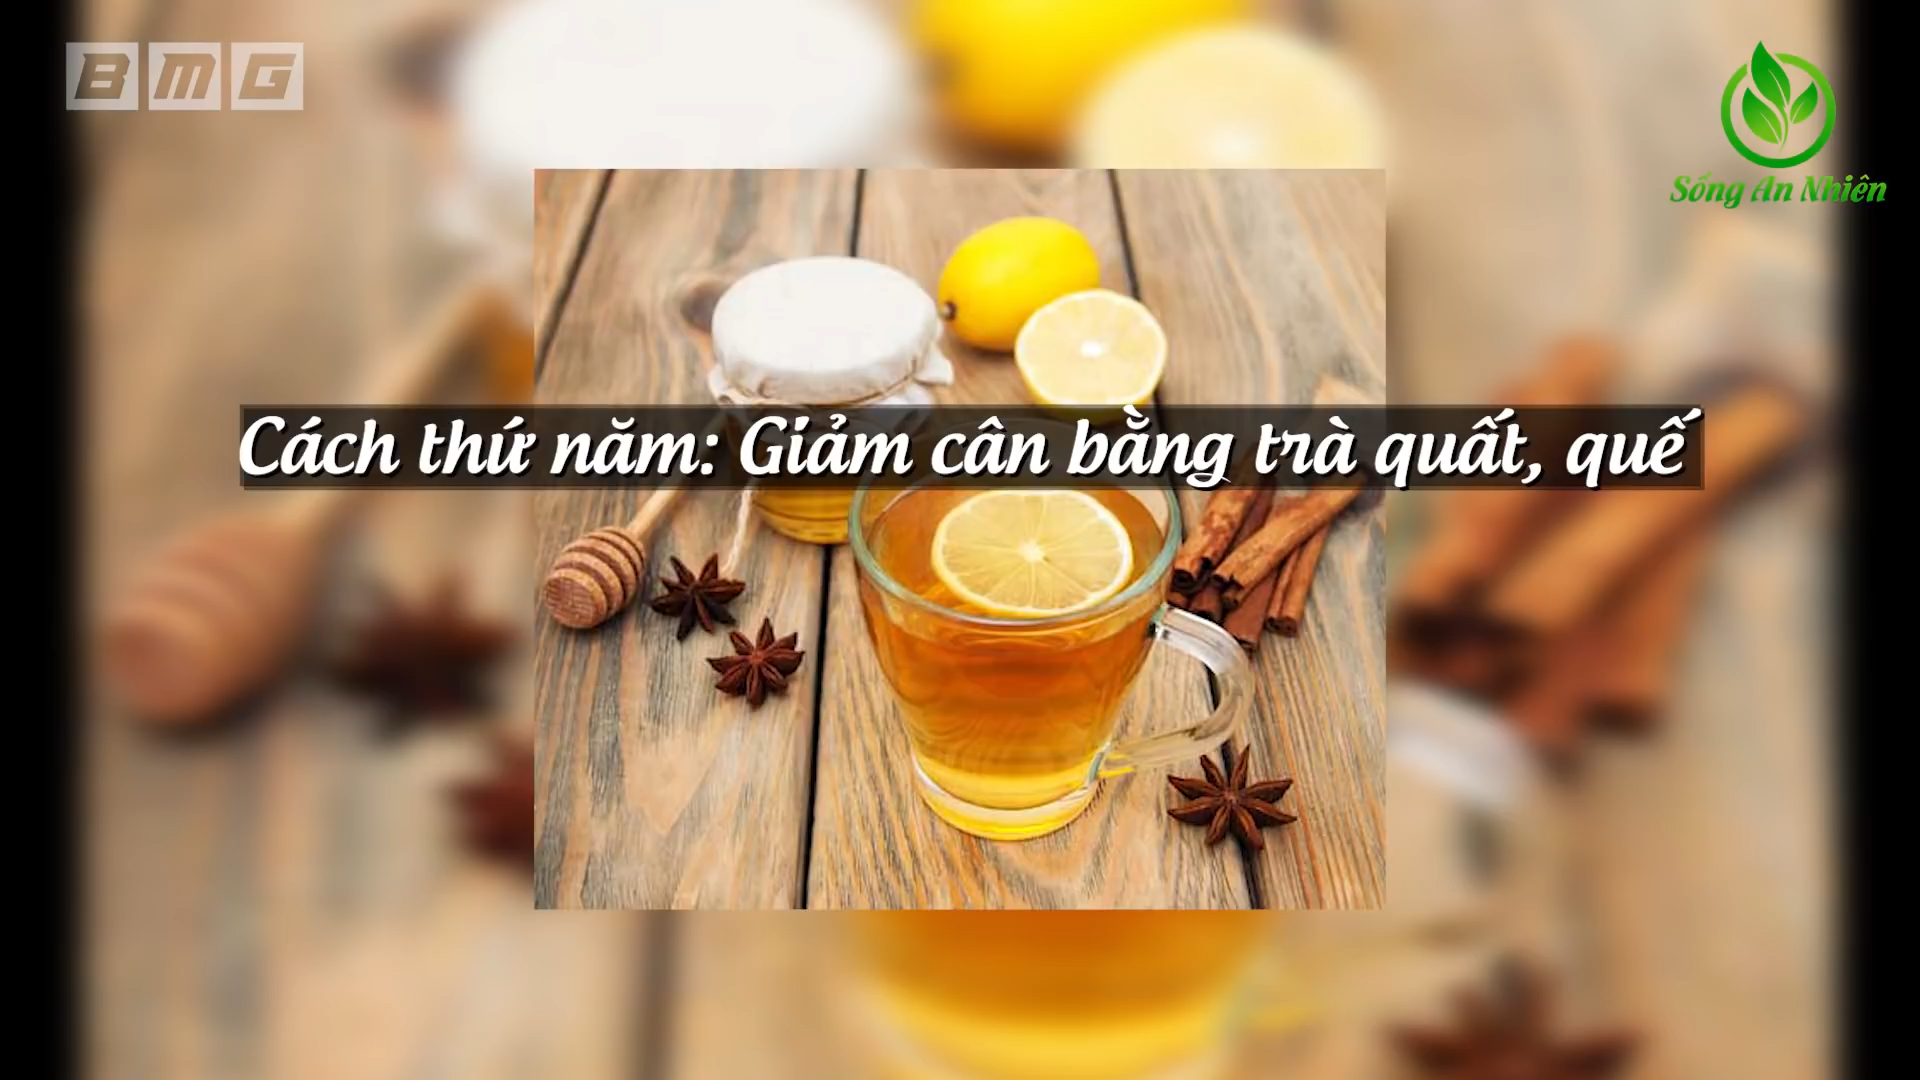 BMG
Sống An Nhiên
Cách thứ năm: Giảm cân bằng trà quất, quế